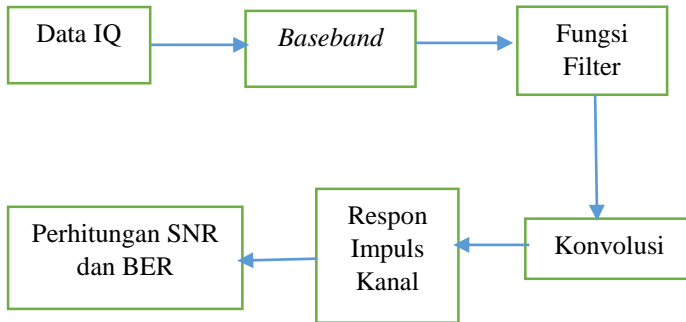 Data IQ
Baseband
Fungsi
Filter
Konvolusi
Respon
Impuls
Kanal
Perhitungan SNR
dan BER